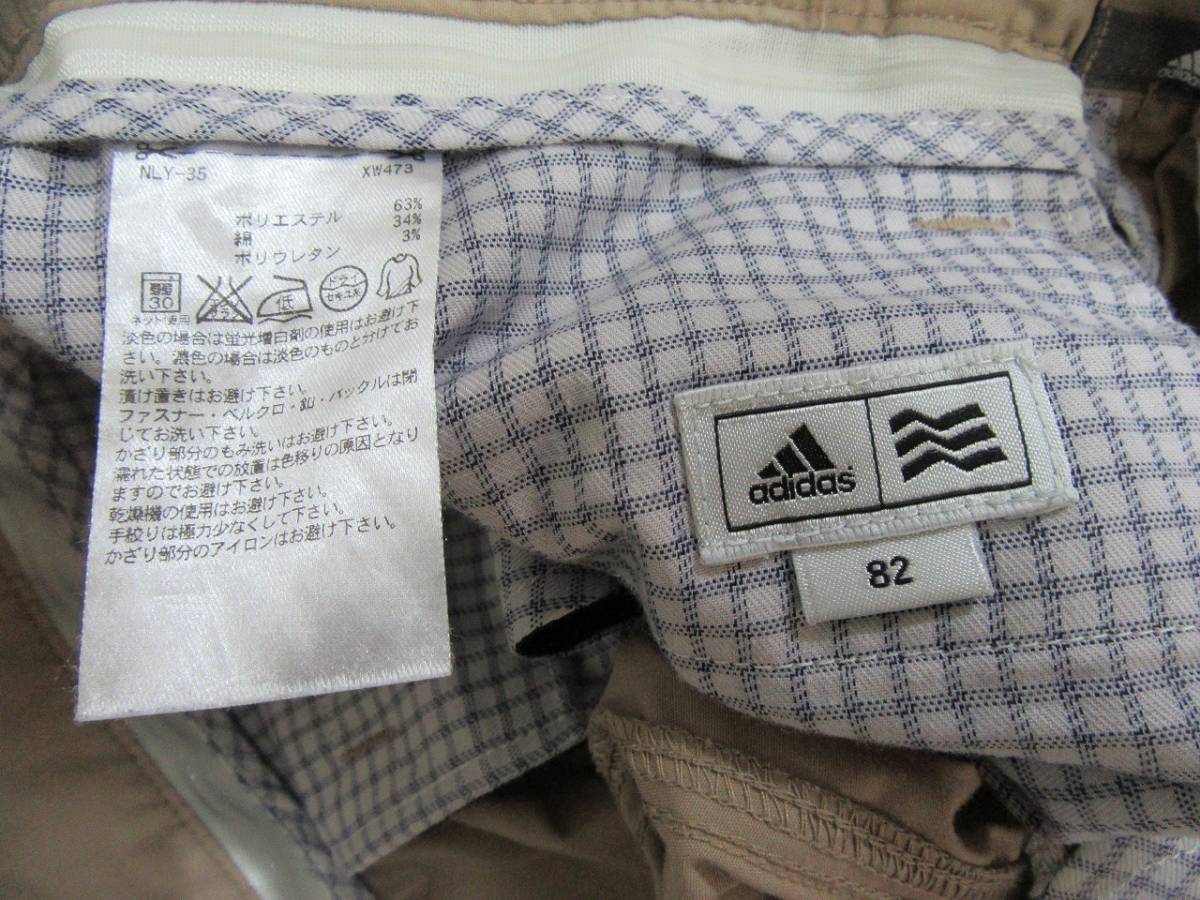 NLY-35 XW473
ポリエステル 63%
綿 34%
ポリウレタン 3%
30
低
ドライ
セキユ系
ネット使用
淡色の場合は蛍光増白剤の使用はお避け下
さい。濃色の場合は淡色のものと分けてお
洗い下さい。
漬け置きはお避け下さい。
ファスナー・ベルクロ・釦・バックルは閉
じてお洗い下さい。
かざり部分のもみ洗いはお避け下さい。
濡れた状態での放置は色移りの原因となり
ますのでお避け下さい。
乾燥機の使用はお避け下さい。
手絞りは極力少なくして下さい。
かざり部分のアイロンはお避け下さい。
adidas
82